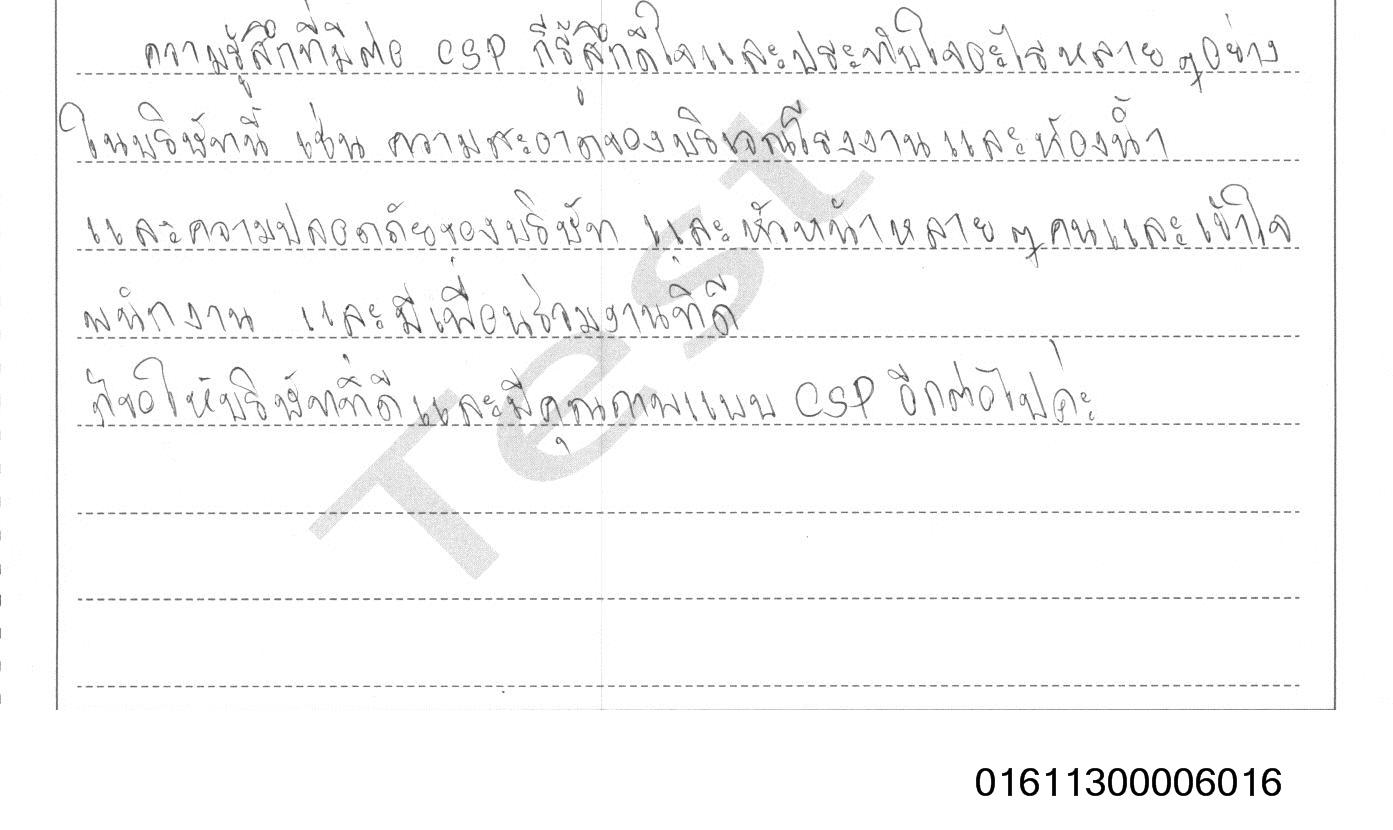 ความรู้สึกที่มีต่อ CSP ก็รู้สึกดีใจและประทับใจอะไรหลายๆอย่าง
ในบริษัทนี้ เช่น ความสะอาดของบริเวณโรงงานและห้องน้ำ
และความปลอดภัยของบริษัท และหัวหน้าหลายๆคนและเข้าใจ
พนักงาน และมีเพื่อนร่วมงานที่ดี
ก็ขอให้บริษัทที่ดีและมีคุณภาพแบบ CSP อีกต่อไปค่ะ
Test
01611300006016